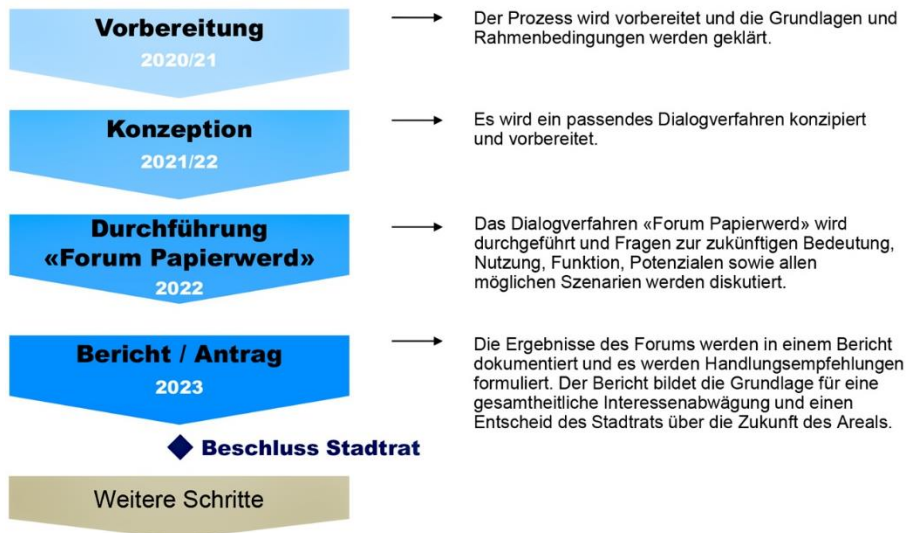 Vorbereitung
2020/21
Der Prozess wird vorbereitet und die Grundlagen und
Rahmenbedingungen werden geklärt.
Konzeption
2021/22
Es wird ein passendes Dialogverfahren konzipiert
und vorbereitet.
Durchführung
«Forum Papierwerd»
2022
Das Dialogverfahren «Forum Papierwerd» wird
durchgeführt und Fragen zur zukünftigen Bedeutung,
Nutzung, Funktion, Potenzialen sowie allen
möglichen Szenarien werden diskutiert.
Bericht / Antrag
2023
Die Ergebnisse des Forums werden in einem Bericht
dokumentiert und es werden Handlungsempfehlungen
formuliert. Der Bericht bildet die Grundlage für eine
gesamtheitliche Interessenabwägung und einen
Entscheid des Stadtrats über die Zukunft des Areals.
Beschluss Stadtrat
Weitere Schritte